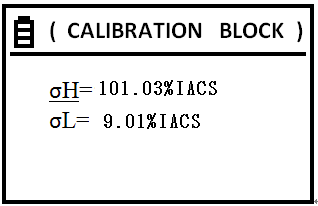 ( CALIBRATION BLOCK )
σH= 101.03%IACS
σL= 9.01%IACS